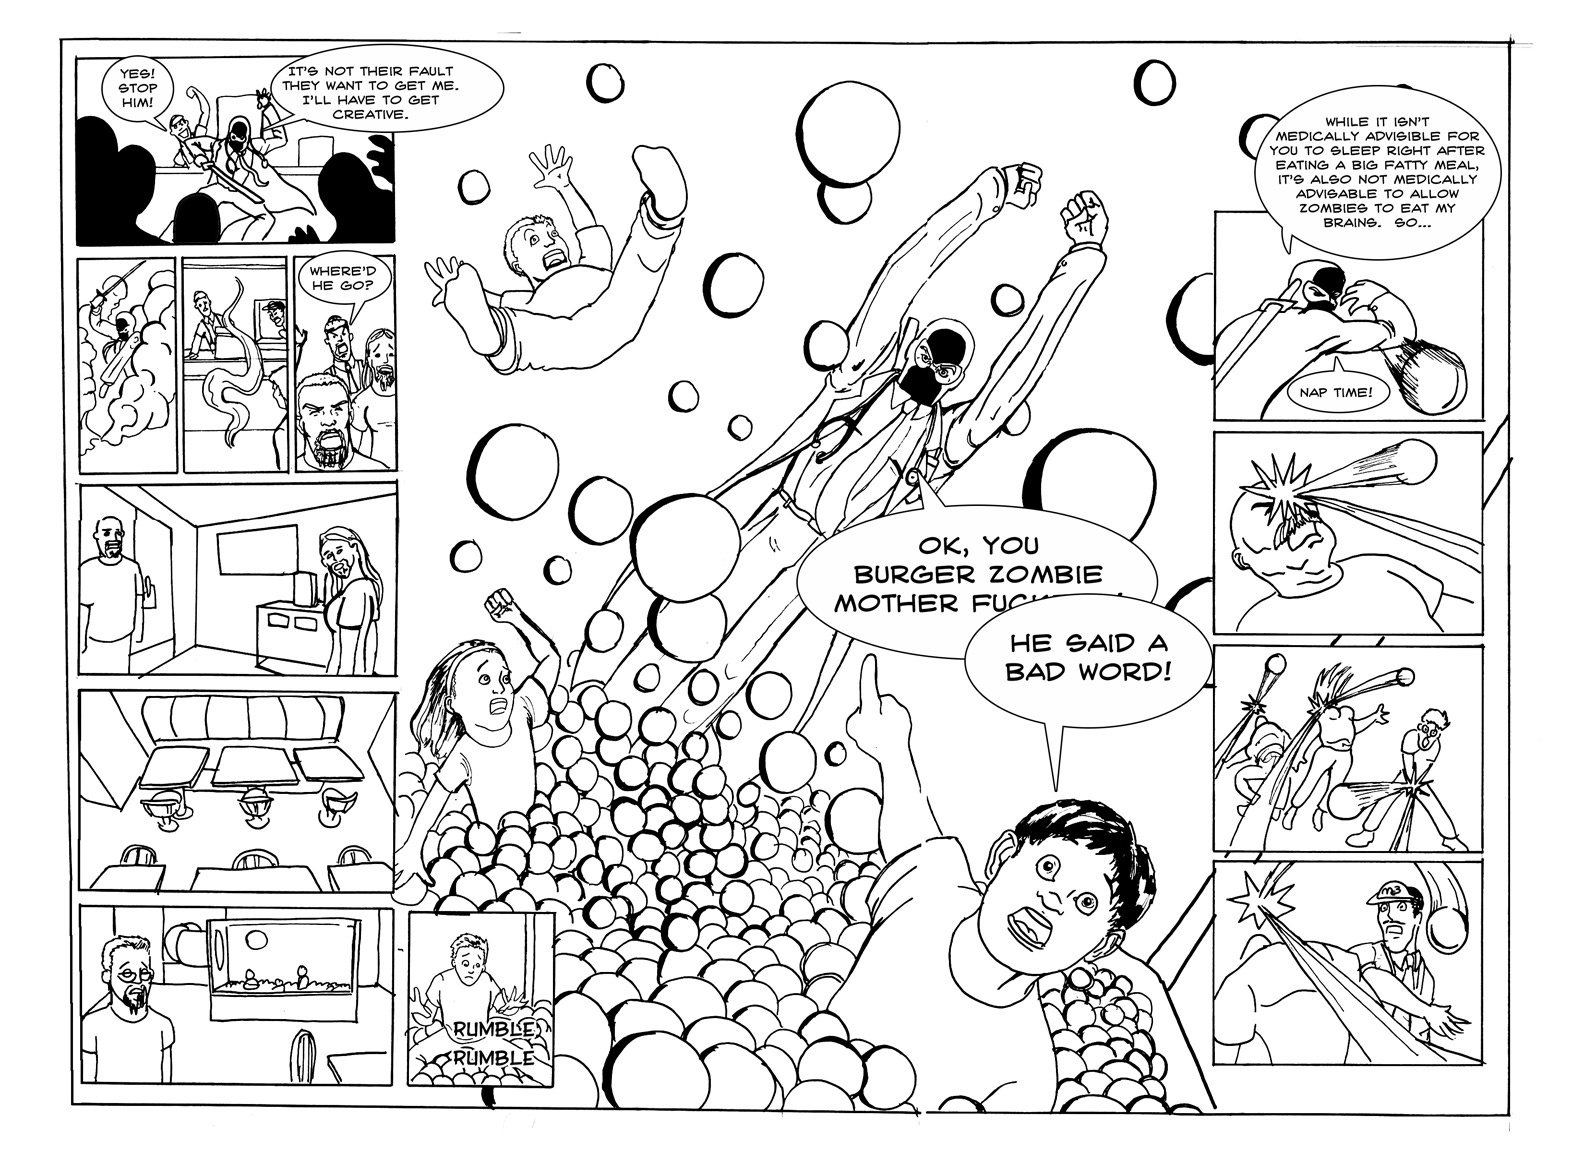 YES!
STOP
HIM!
IT'S NOT THEIR FAULT
THEY WANT TO GET ME.
I'LL HAVE TO GET
CREATIVE.
WHERE'D
HE GO?
RUMBLE
RUMBLE
OK, YOU
BURGER ZOMBIE
MOTHER
HE SAID A
BAD WORD!
WHILE IT ISN'T
MEDICALLY ADVISIBLE FOR
YOU TO SLEEP RIGHT AFTER
EATING A BIG FATTY MEAL,
IT'S ALSO NOT MEDICALLY
ADVISABLE TO ALLOW
ZOMBIES TO EAT MY
BRAINS. SO...
NAP TIME!
m3